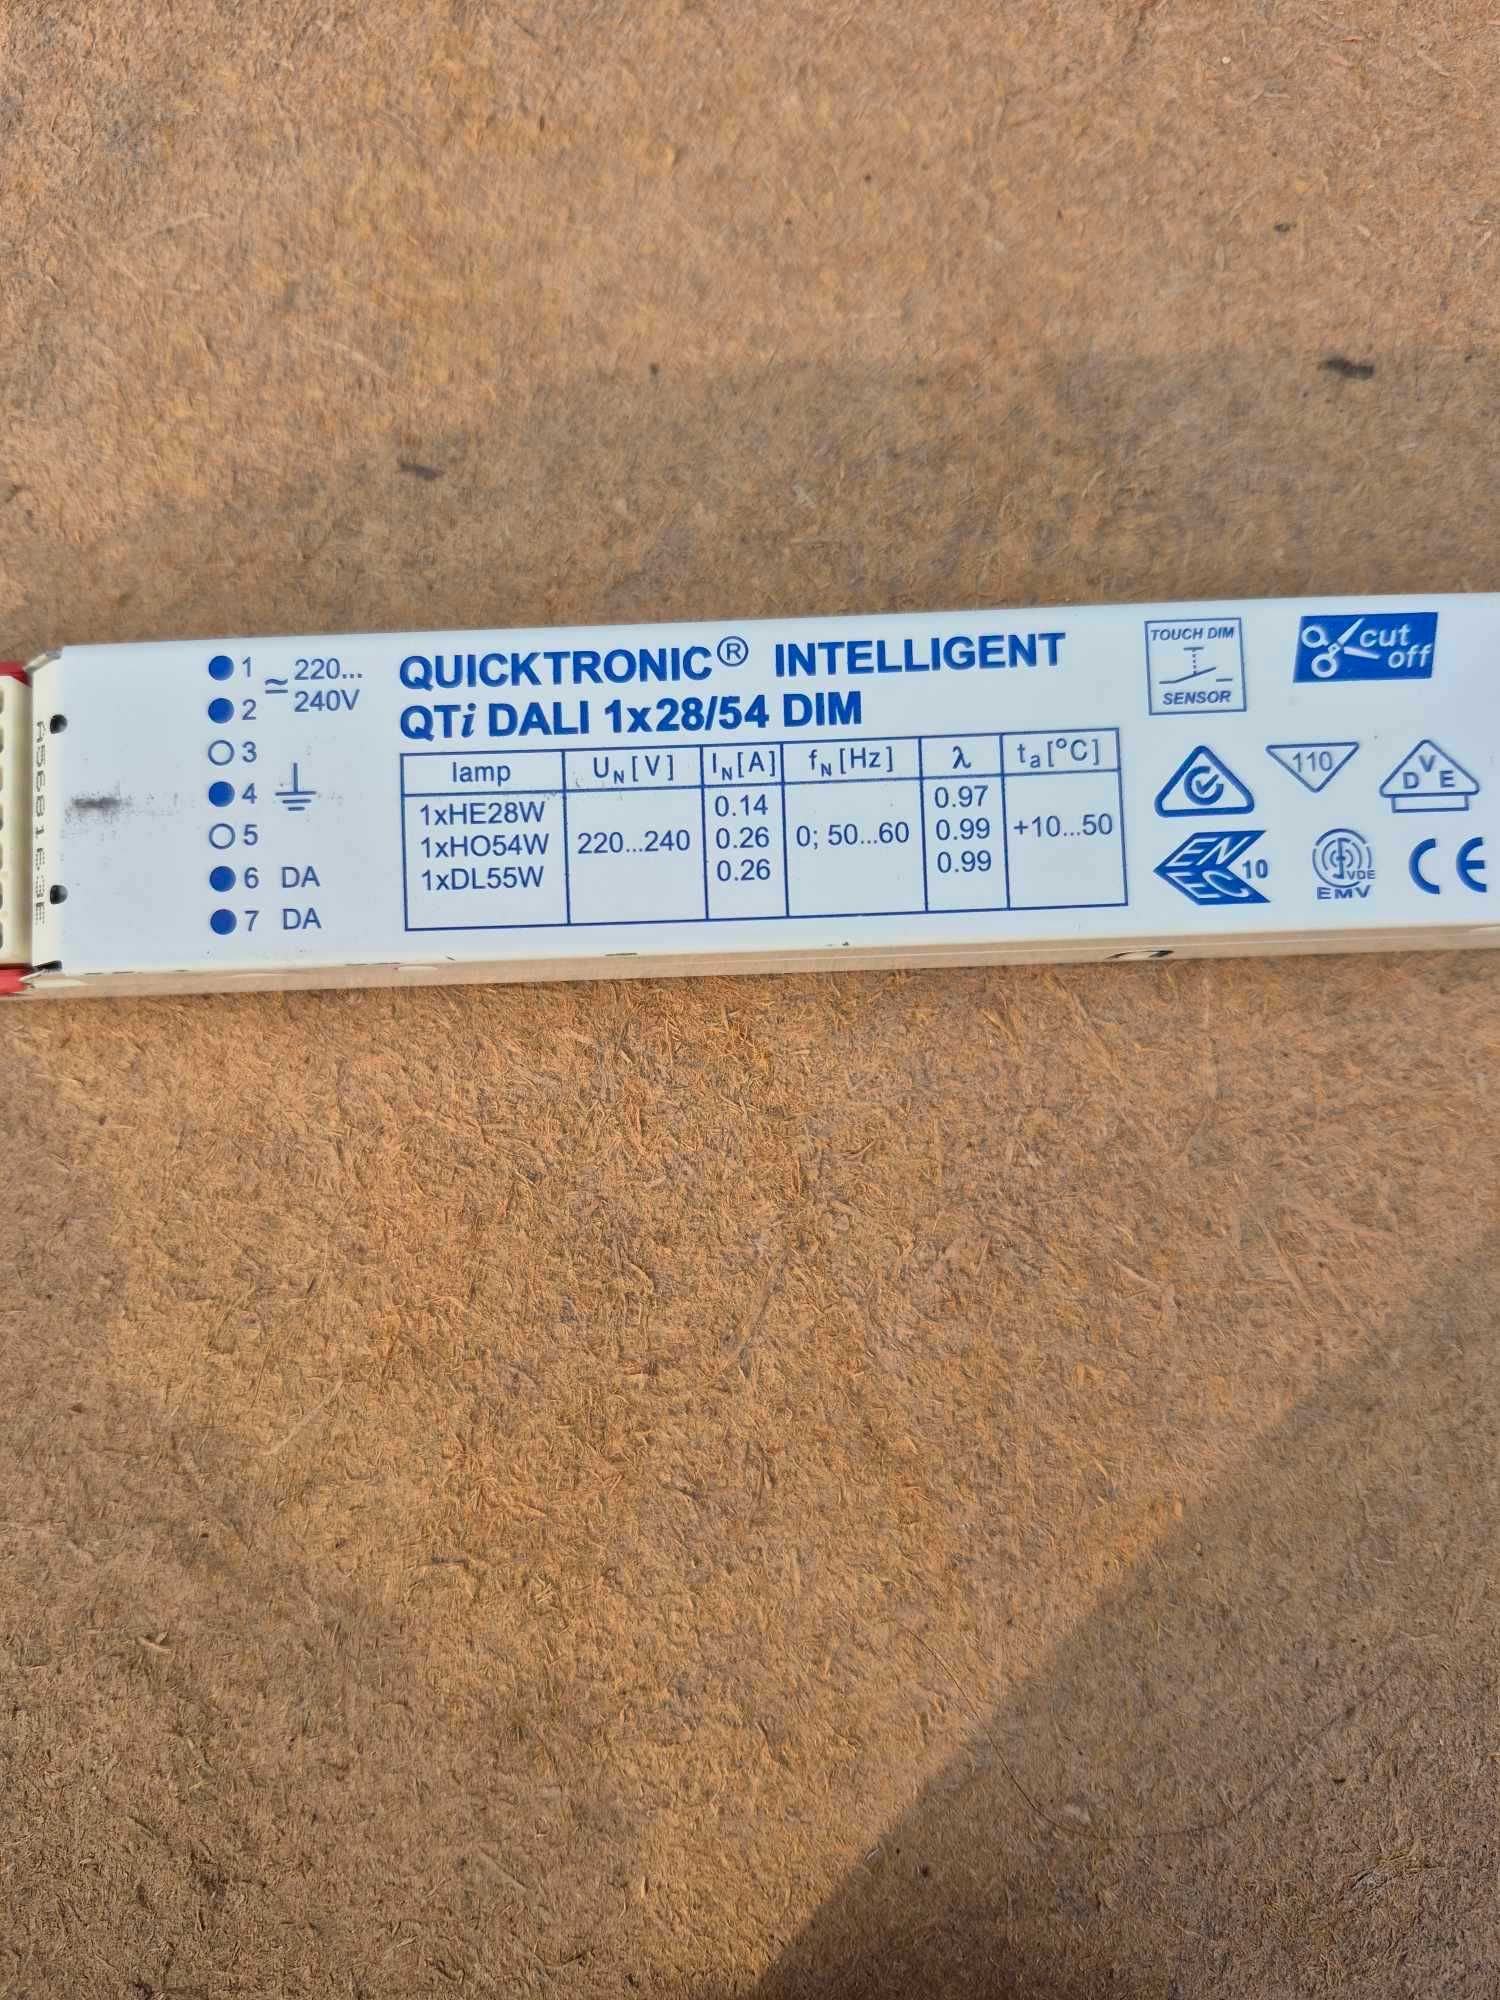 A56B1E3E
1 ≂ 220...
2 240V
3
4
5
6 DA
7 DA
QUICKTRONIC® INTELLIGENT
QTi DALI 1x28/54 DIM
lamp UN[V] IN[A] fN[Hz] λ ta[°C]
1xHE28W 0.14 0.97
1xHO54W 220...240 0.26 0; 50...60 0.99 +10...50
1xDL55W 0.26 0.99
TOUCH DIM
SENSOR
cut
off
110
DVE
ENEC 10
VDE
EMV
CE